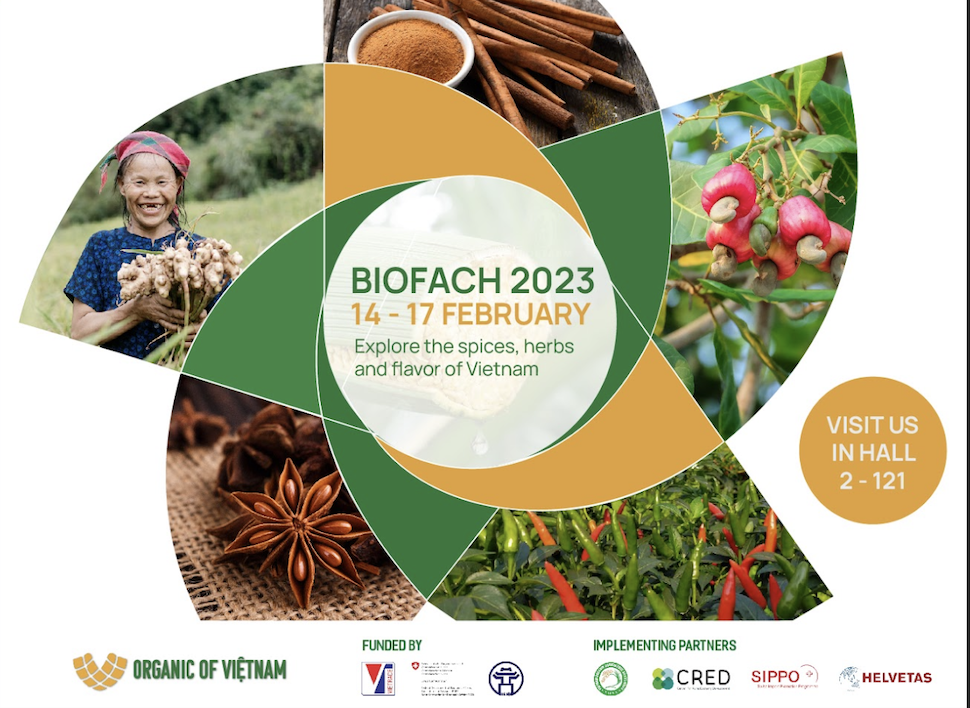 BIOFACH 2023
14 - 17 FEBRUARY
Explore the spices, herbs
and flavor of Vietnam
VISIT US
IN HALL
2 - 121
ORGANIC OF VIỆTNAM
FUNDED BY
VIETRADE
IMPLEMENTING PARTNERS
CRED
SIPPO
HELVETAS